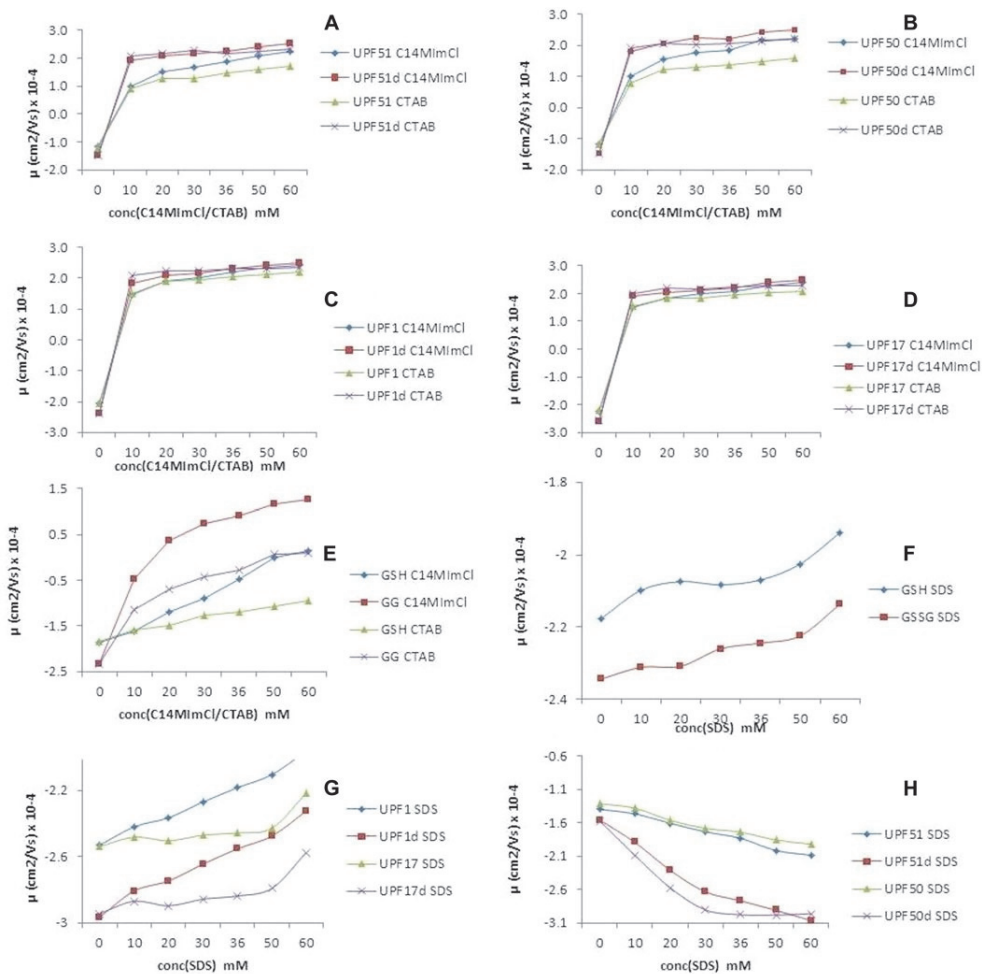 A
μ (cm2/Vs) x 10-4
3.0
2.0
1.0
0.0
-1.0
-2.0
0 10 20 30 36 50 60
conc(C14MImCl/CTAB) mM
UPF51 C14MImCl
UPF51d C14MImCl
UPF51 CTAB
UPF51d CTAB
B
μ (cm2/Vs) x 10-4
3.0
2.0
1.0
0.0
-1.0
-2.0
0 10 20 30 36 50 60
conc(C14MImCl/CTAB) mM
UPF50 C14MImCl
UPF50d C14MImCl
UPF50 CTAB
UPF50d CTAB
C
μ (cm2/Vs) x 10-4
3.0
2.0
1.0
0.0
-1.0
-2.0
-3.0
0 10 20 30 36 50 60
conc(C14MImCl/CTAB) mM
UPF1 C14MImCl
UPF1d C14MImCl
UPF1 CTAB
UPF1d CTAB
D
μ (cm2/Vs) x 10-4
3.0
2.0
1.0
0.0
-1.0
-2.0
-3.0
0 10 20 30 36 50 60
conc(C14MImCl/CTAB) mM
UPF17 C14MImCl
UPF17d C14MImCl
UPF17 CTAB
UPF17d CTAB
E
μ (cm2/Vs) x 10-4
1.5
0.5
-0.5
-1.5
-2.5
0 10 20 30 36 50 60
conc(C14MImCl/CTAB) mM
GSH C14MImCl
GG C14MImCl
GSH CTAB
GG CTAB
F
μ (cm2/Vs) x 10-4
-1.8
-2
-2.2
-2.4
0 10 20 30 36 50 60
conc(SDS) mM
GSH SDS
GSSG SDS
G
μ (cm2/Vs) x 10-4
-2.2
-2.6
-3
0 10 20 30 36 50 60
conc(SDS) mM
UPF1 SDS
UPF1d SDS
UPF17 SDS
UPF17d SDS
H
μ (cm2/Vs) x 10-4
-0.6
-1.1
-1.6
-2.1
-2.6
-3.1
0 10 20 30 36 50 60
conc(SDS) mM
UPF51 SDS
UPF51d SDS
UPF50 SDS
UPF50d SDS